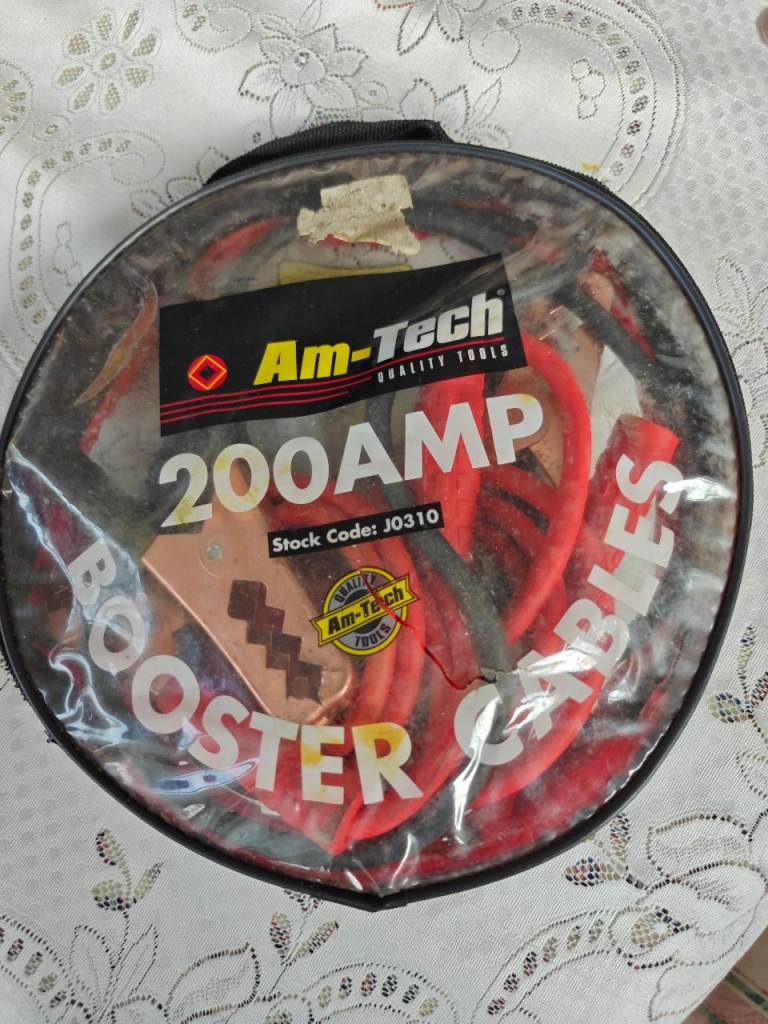 Am-Tech®
QUALITY TOOLS
200AMP
Stock Code: J0310
QUALITY
Am-Tech
TOOLS
BOOSTER CABLES